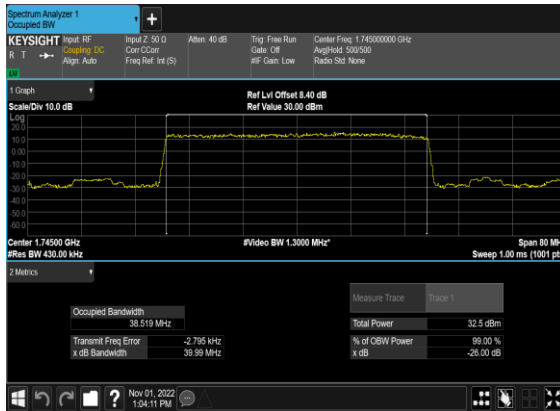 Spectrum Analyzer 1
Occupied BW
+
KEYSIGHT
R T
LXI
Input: RF
Coupling: DC
Align: Auto
Input Z: 50 Ω
Corr CCorr
Freq Ref: Int (S)
Atten: 40 dB
Trig: Free Run
Gate: Off
#IF Gain: Low
Center Freq: 1.745000000 GHz
Avg|Hold: 500/500
Radio Std: None
1 Graph
Scale/Div 10.0 dB
Ref Lvl Offset 8.40 dB
Ref Value 30.00 dBm
Log
20.0
10.0
0.00
-10.0
-20.0
-30.0
-40.0
-50.0
-60.0
Center 1.74500 GHz
#Res BW 430.00 kHz
#Video BW 1.3000 MHz*
Span 80 MH
Sweep 1.00 ms (1001 pt
2 Metrics
Measure Trace
Trace 1
Occupied Bandwidth
38.519 MHz
Total Power
32.5 dBm
Transmit Freq Error
-2.795 kHz
% of OBW Power
99.00 %
x dB Bandwidth
39.99 MHz
x dB
-26.00 dB
?
Nov 01, 2022
1:04:11 PM